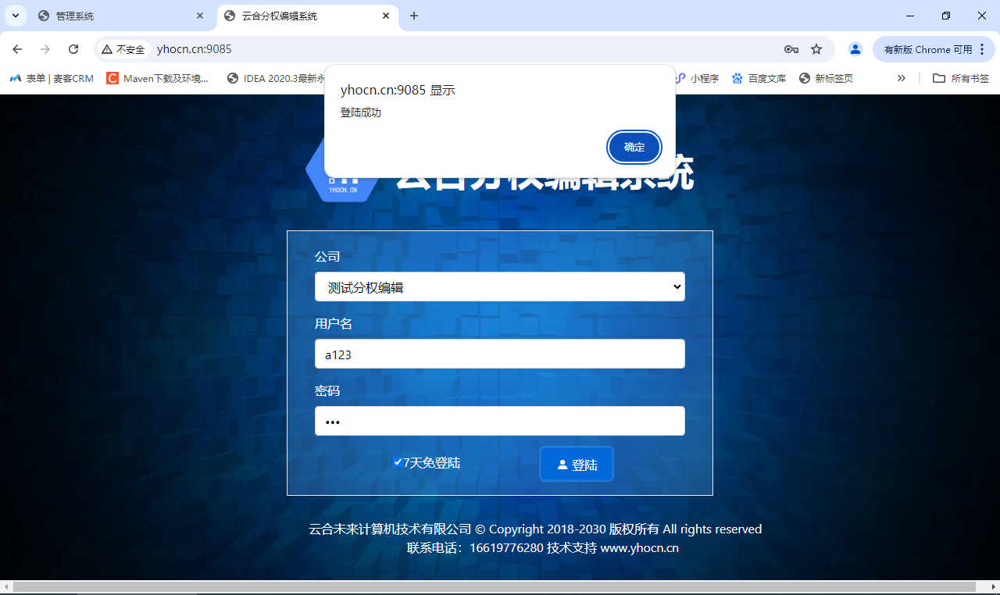 管理系统
云合分权编辑系统
不安全
yhocn.cn:9085
有新版 Chrome 可用
表单 | 麦客CRM
Maven下载及环境...
IDEA 2020.3最新永
小程序
百度文库
新标签页
所有书签
yhocn.cn:9085 显示
登陆成功
确定
云合分权编辑系统
YHOCN. CN
公司
测试分权编辑
用户名
a123
密码
•••
7天免登陆
登陆
云合未来计算机技术有限公司 © Copyright 2018-2030 版权所有 All rights reserved
联系电话：16619776280 技术支持 www.yhocn.cn